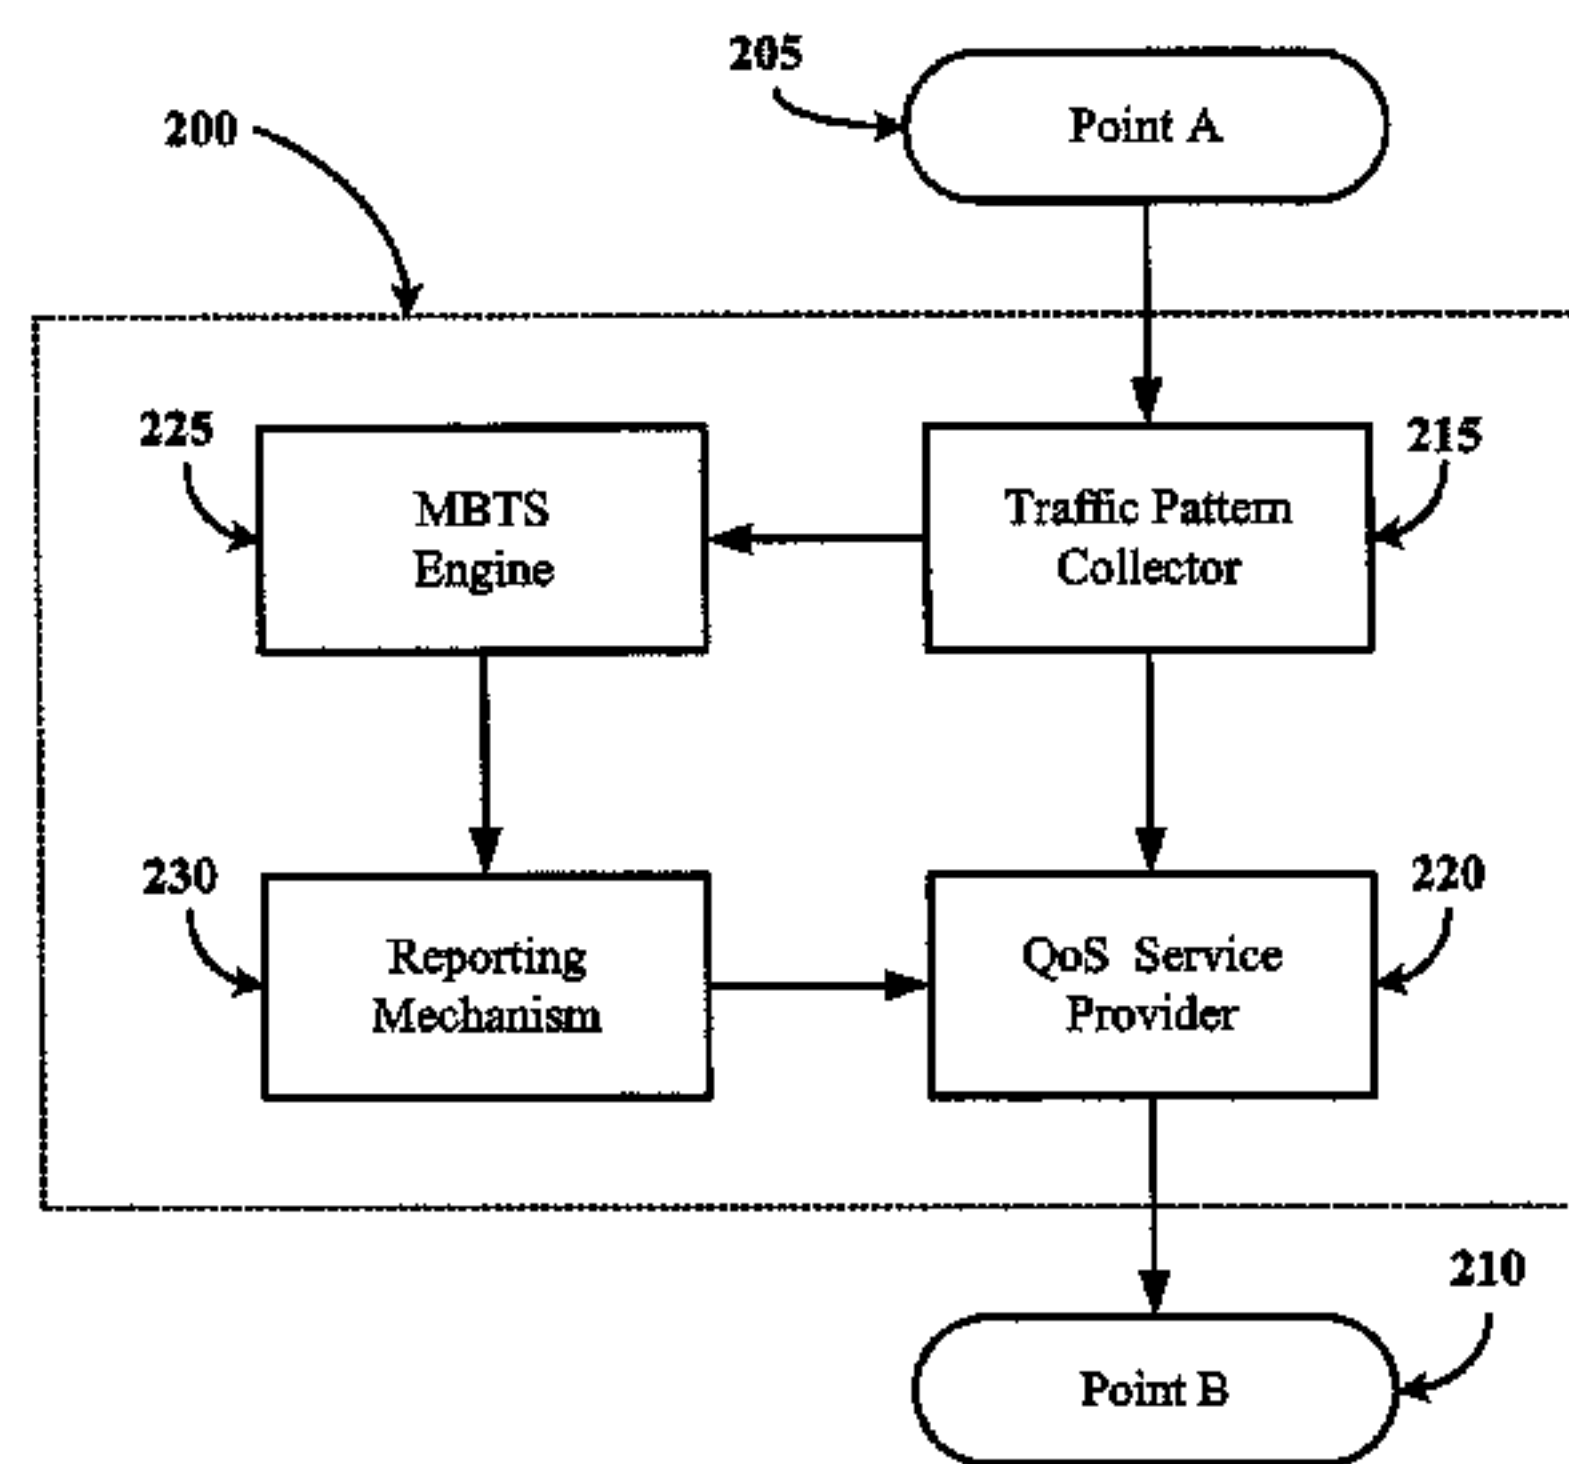 205
Point A
200
225
MBTS
Engine
Traffic Pattern
Collector
215
230
Reporting
Mechanism
QoS Service
Provider
220
210
Point B